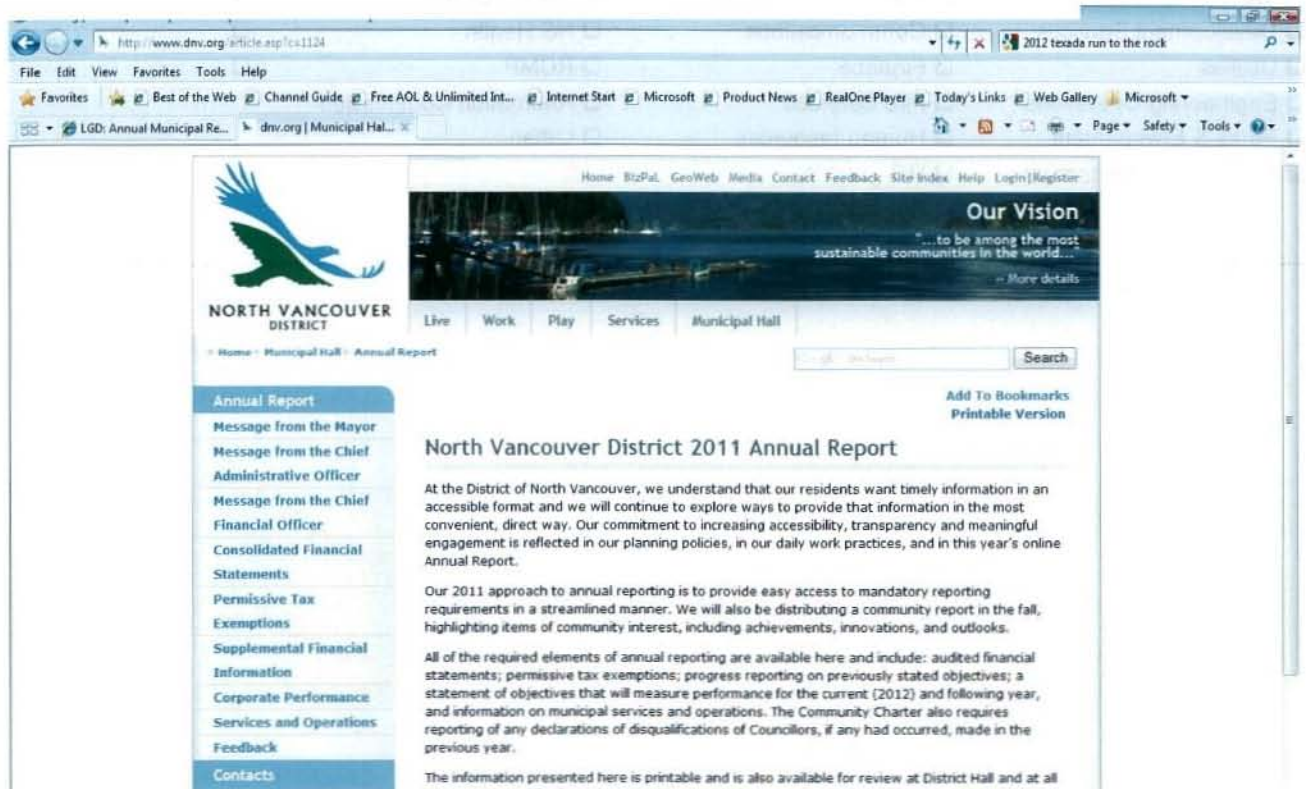 http://www.dnv.org/article.asp?c=1124
2012 texada run to the rock
File Edit View Favorites Tools Help
Favorites Best of the Web Channel Guide Free AOL & Unlimited Int... Internet Start Microsoft Product News RealOne Player Today's Links Web Gallery Microsoft
LGD: Annual Municipal Re... dnv.org | Municipal Hal... Page Safety Tools
Home BizPaL GeoWeb Media Contact Feedback Site Index Help Login|Register
Our Vision
"...to be among the most
sustainable communities in the world..."
More details
NORTH VANCOUVER
DISTRICT
Live Work Play Services Municipal Hall
Home Municipal Hall Annual Report
Search
Add To Bookmarks
Printable Version
Annual Report
Message from the Mayor
Message from the Chief
Administrative Officer
Message from the Chief
Financial Officer
Consolidated Financial
Statements
Permissive Tax
Exemptions
Supplemental Financial
Information
Corporate Performance
Services and Operations
Feedback
Contacts
North Vancouver District 2011 Annual Report
At the District of North Vancouver, we understand that our residents want timely information in an
accessible format and we will continue to explore ways to provide that information in the most
convenient, direct way. Our commitment to increasing accessibility, transparency and meaningful
engagement is reflected in our planning policies, in our daily work practices, and in this year's online
Annual Report.
Our 2011 approach to annual reporting is to provide easy access to mandatory reporting
requirements in a streamlined manner. We will also be distributing a community report in the fall,
highlighting items of community interest, including achievements, innovations, and outlooks.
All of the required elements of annual reporting are available here and include: audited financial
statements; permissive tax exemptions; progress reporting on previously stated objectives; a
statement of objectives that will measure performance for the current (2012) and following year,
and information on municipal services and operations. The Community Charter also requires
reporting of any declarations of disqualifications of Councillors, if any had occurred, made in the
previous year.
The information presented here is printable and is also available for review at District Hall and at all